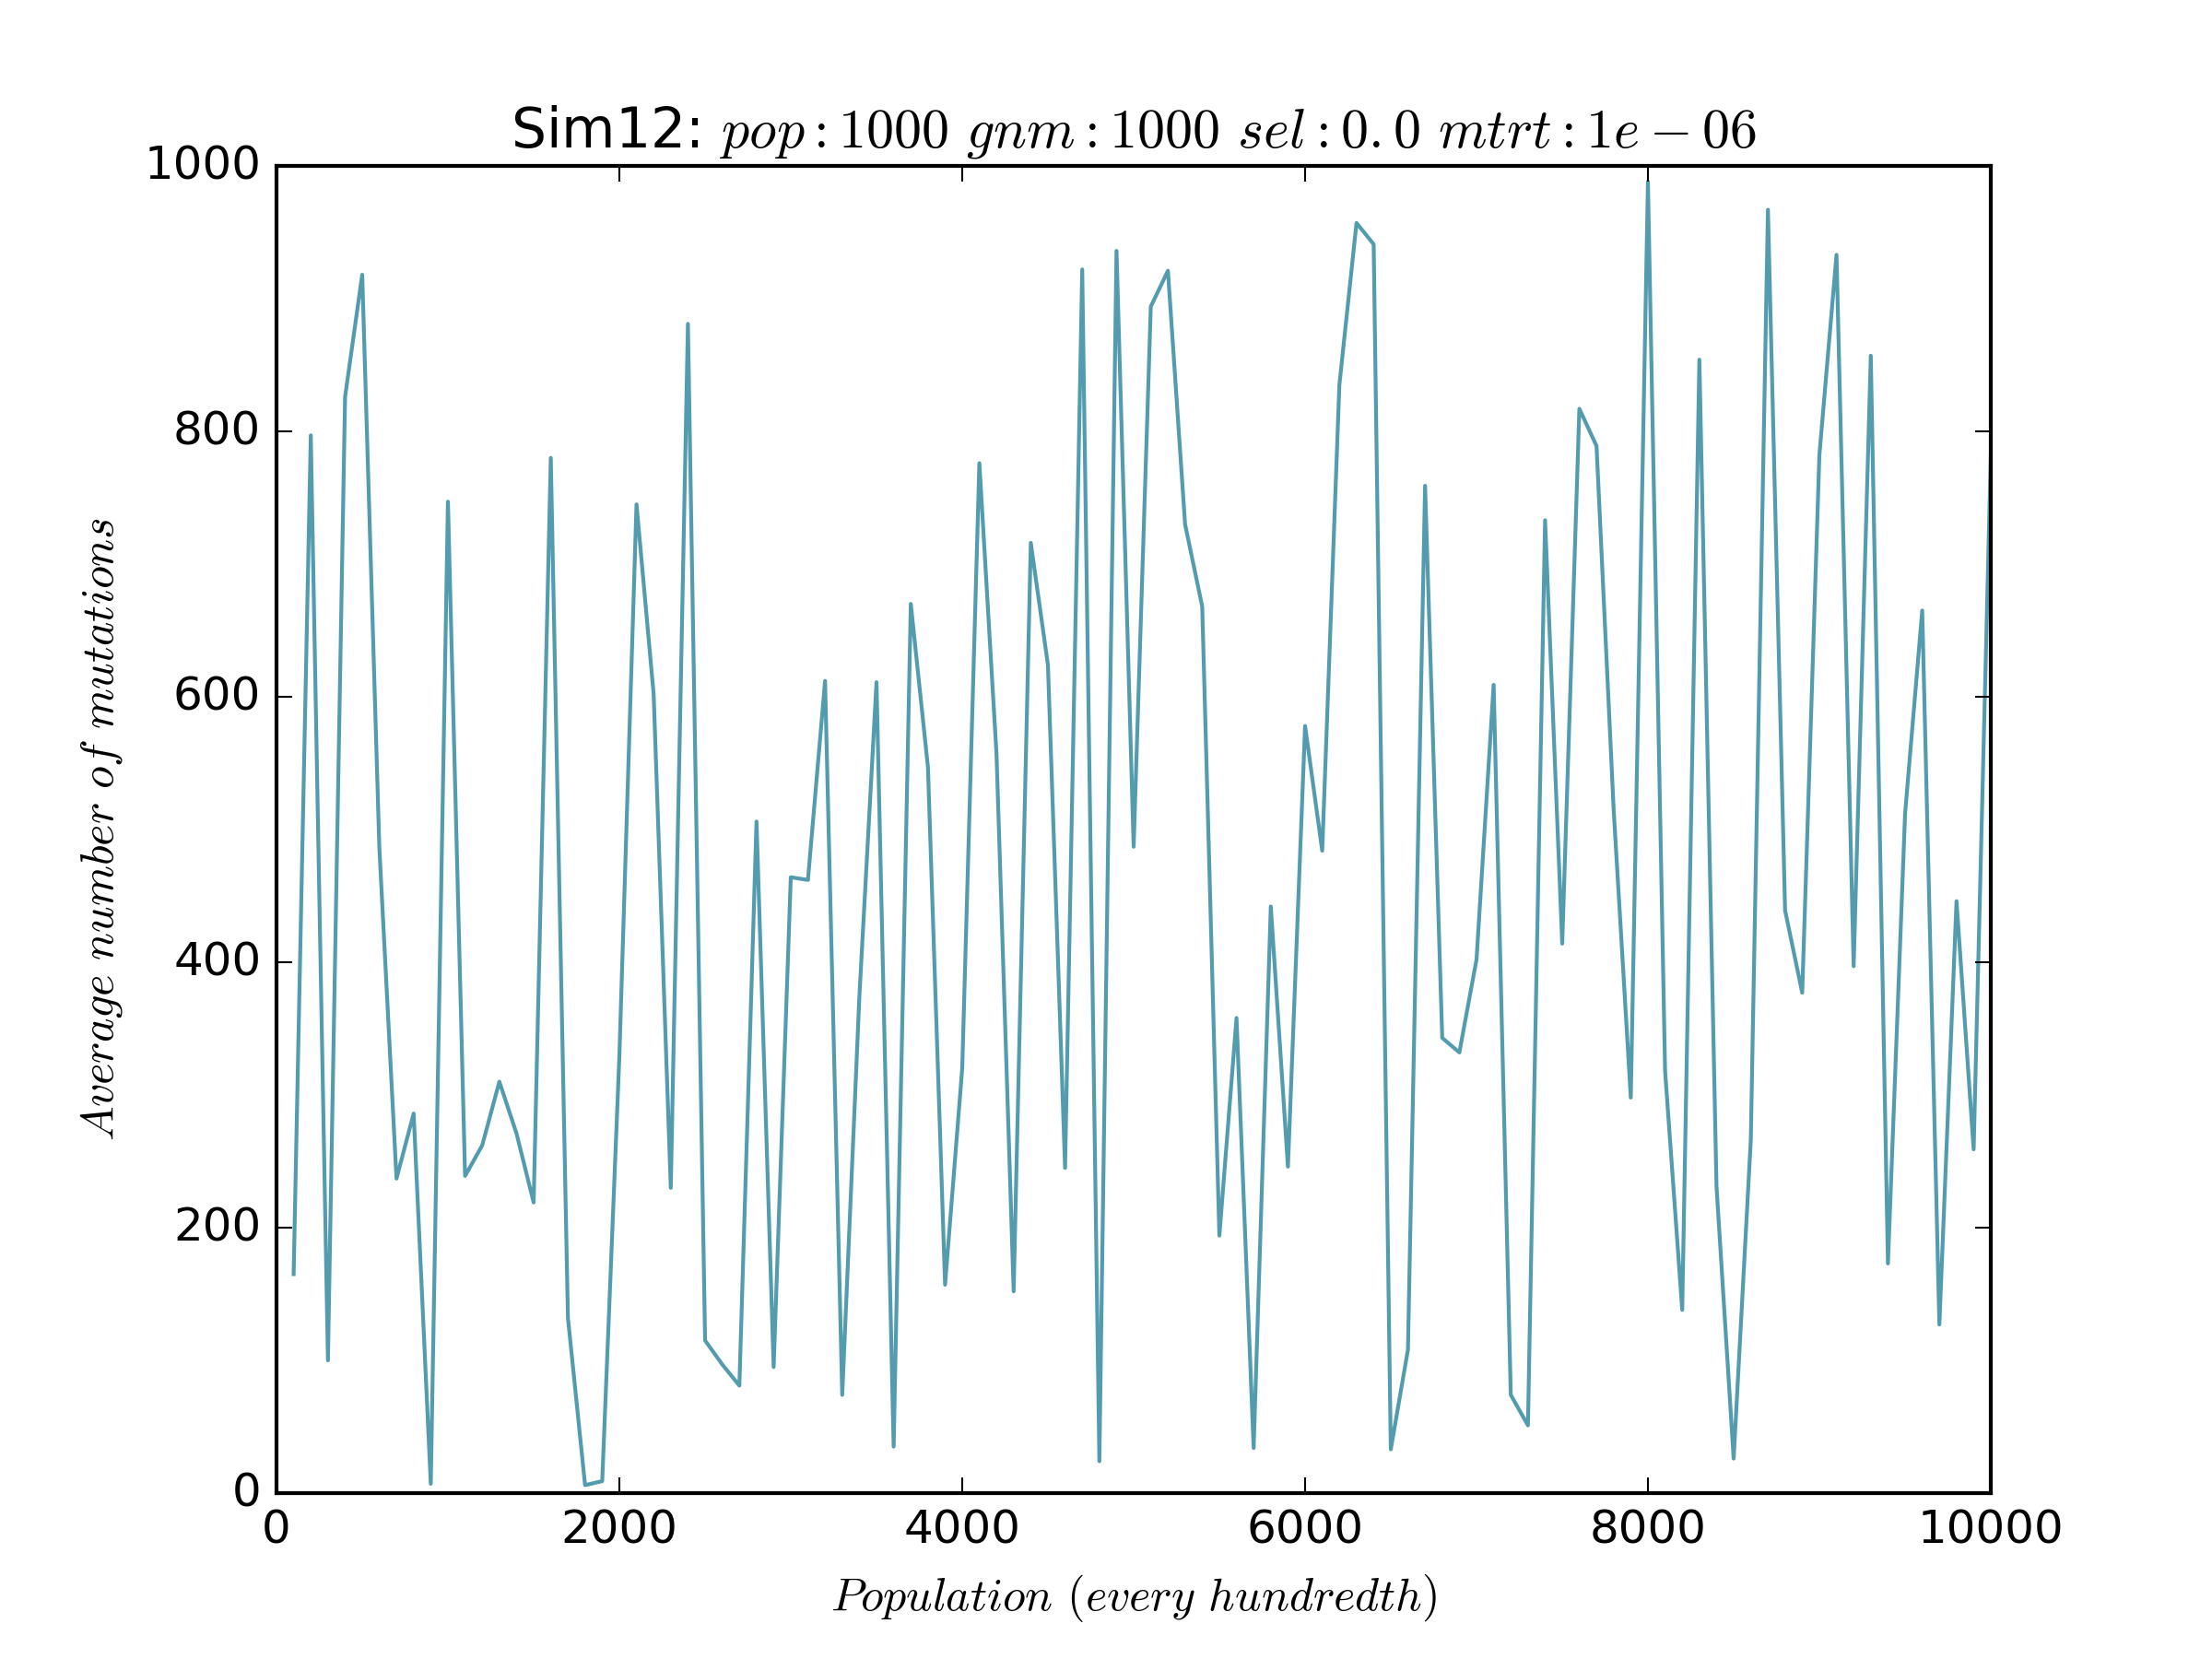 Sim12: pop : 1000 gnm : 1000 sel : 0.0 mtrt : 1e − 06
1000
800
600
400
200
0
Average number of mutations
0 2000 4000 6000 8000 10000
Population (every hundredth)